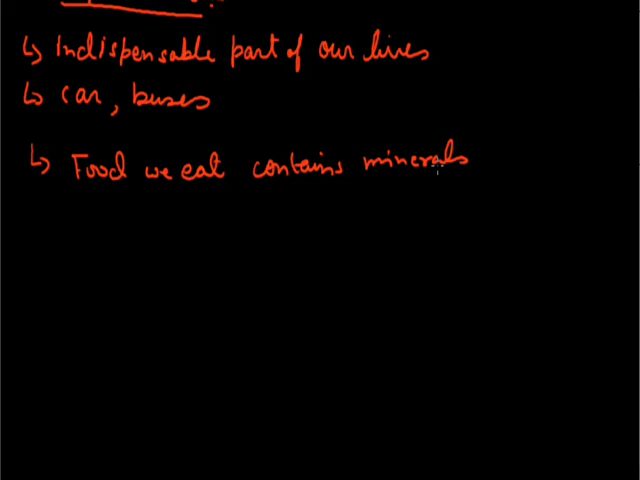 ↳ Indispensable part of our lives
↳ Car, buses
↳ Food we eat contains minerals